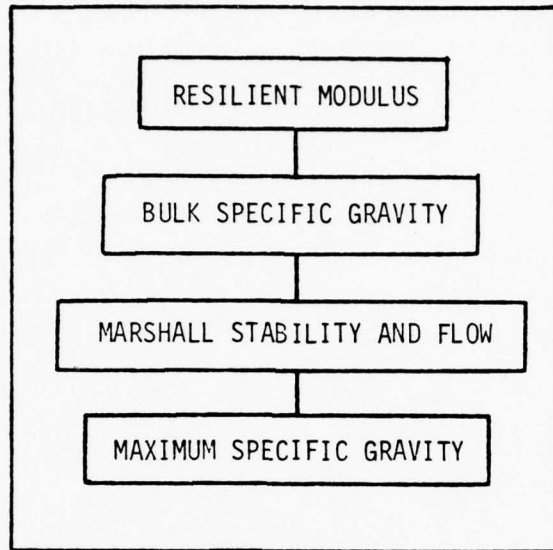 RESILIENT MODULUS
BULK SPECIFIC GRAVITY
MARSHALL STABILITY AND FLOW
MAXIMUM SPECIFIC GRAVITY